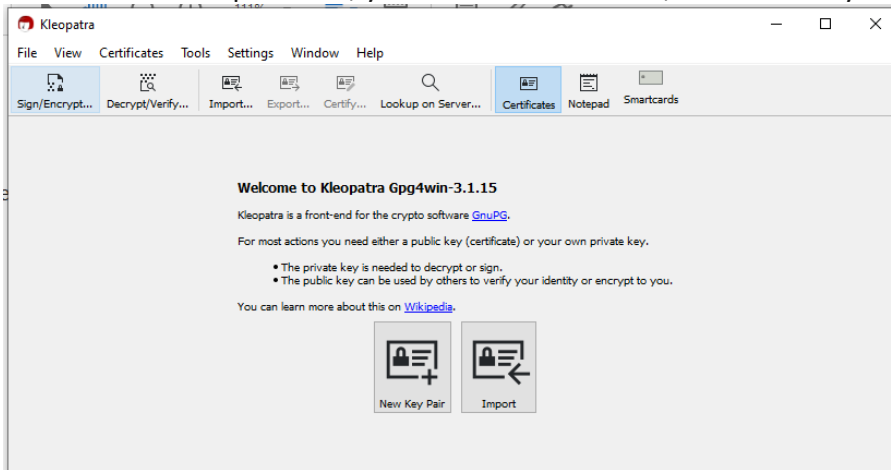 Kleopatra
File View Certificates Tools Settings Window Help
Sign/Encrypt... Decrypt/Verify... Import... Export... Certify... Lookup on Server... Certificates Notepad Smartcards
Welcome to Kleopatra Gpg4win-3.1.15
Kleopatra is a front-end for the crypto software GnuPG.
For most actions you need either a public key (certificate) or your own private key.
• The private key is needed to decrypt or sign.
• The public key can be used by others to verify your identity or encrypt to you.
You can learn more about this on Wikipedia.
New Key Pair Import